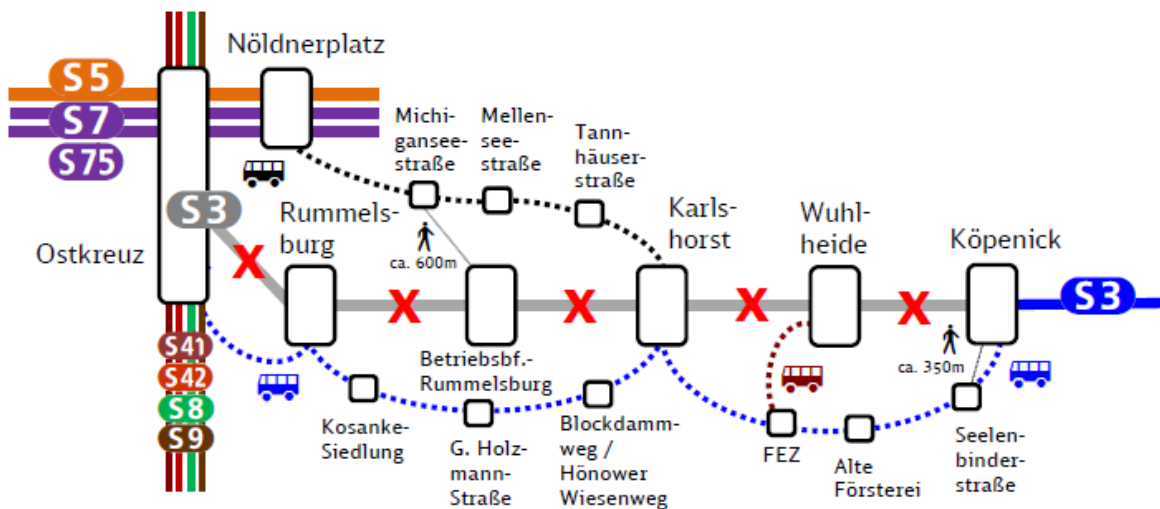 Nöldnerplatz
S5
S7
S75
Michi-
gansee-
straße
Mellen-
see-
straße
Tann-
häuser-
straße
S3
Rummels-
burg
Karls-
horst
Wuhl-
heide
Köpenick
Ostkreuz
ca. 600m
X
X
X
X
X
S3
S41
S42
S8
S9
Betriebsbf.-
Rummelsburg
ca. 350m
Kosanke-
Siedlung
G. Holz-
mann-
Straße
Blockdamm-
weg /
Hönower
Wiesenweg
FEZ
Alte
Försterei
Seelen-
binder-
straße